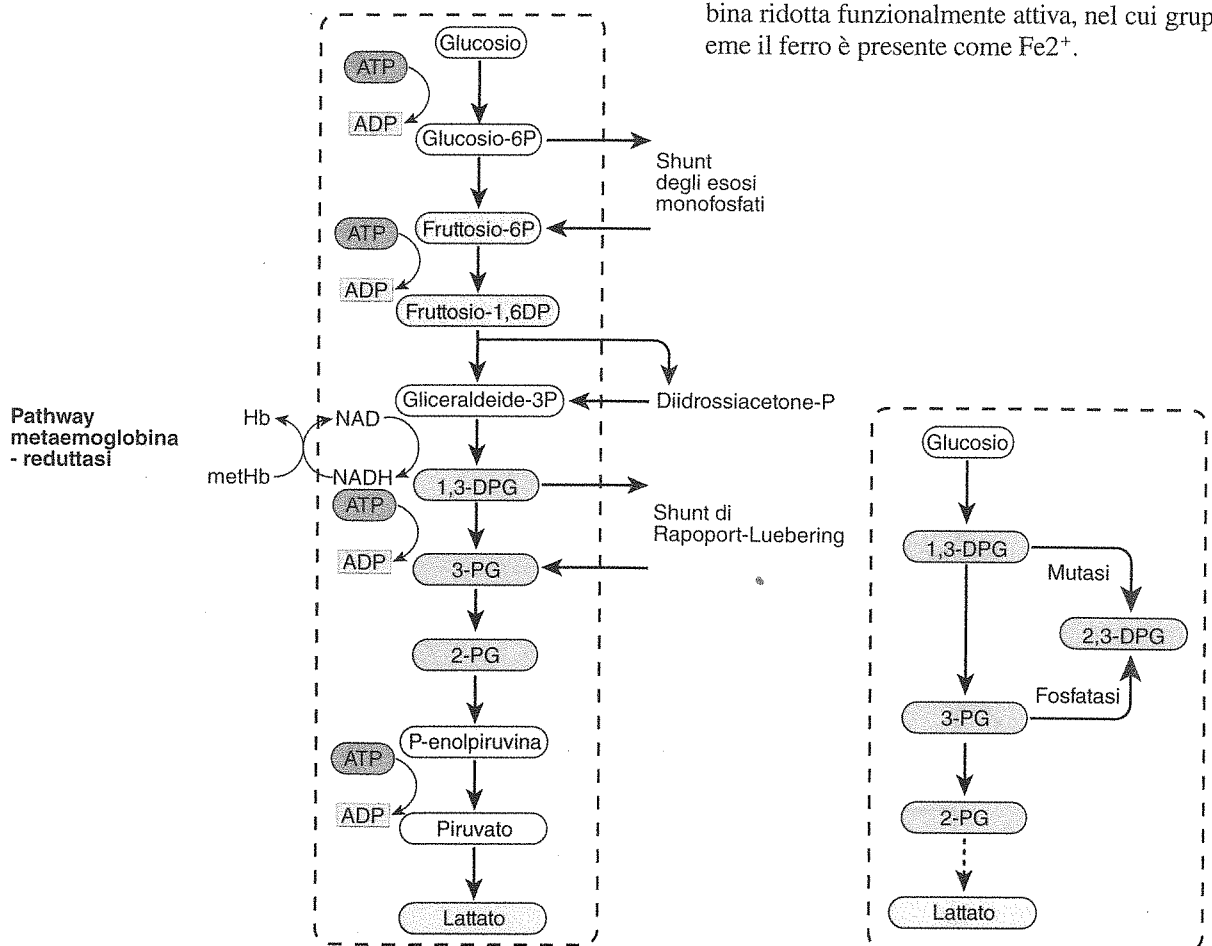 bina ridotta funzionalmente attiva, nel cui grup
eme il ferro è presente come Fe2+.
Glucosio
ATP
ADP
Glucosio-6P
Shunt
degli esosi
monofosfati
ATP
Fruttosio-6P
ADP
Fruttosio-1,6DP
Gliceraldeide-3P
Diidrossiacetone-P
Pathway
metaemoglobina
- reduttasi
Hb
NAD
metHb
NADH
1,3-DPG
ATP
Shunt di
Rapoport-Luebering
ADP
3-PG
2-PG
P-enolpiruvina
ATP
ADP
Piruvato
Lattato
Glucosio
1,3-DPG
Mutasi
2,3-DPG
Fosfatasi
3-PG
2-PG
Lattato